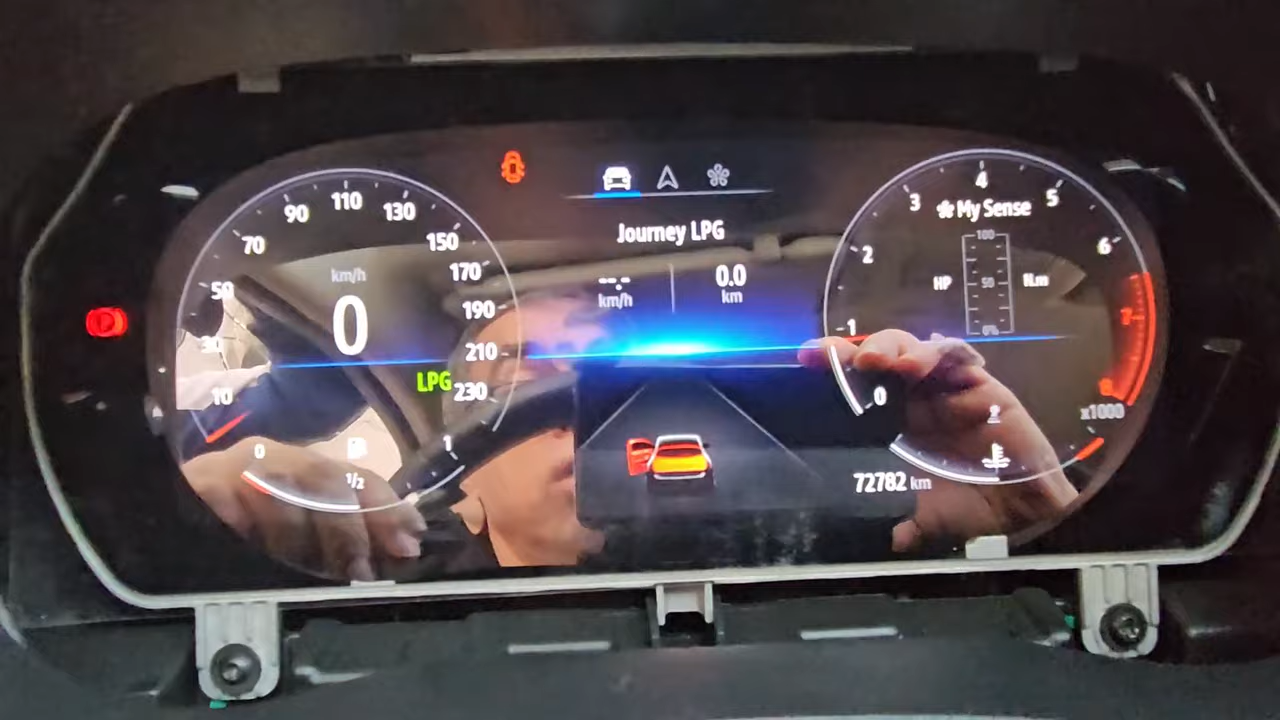 110
90
130
70
150
km/h
170
50
0
190
30
210
LPG
230
10
0
1
1/2
Journey LPG
--.-
0.0
km/h
km
4
3
5
My Sense
2
6
100
HP
50
N.m
7
0%
1
0
8
x1000
72782 km
P